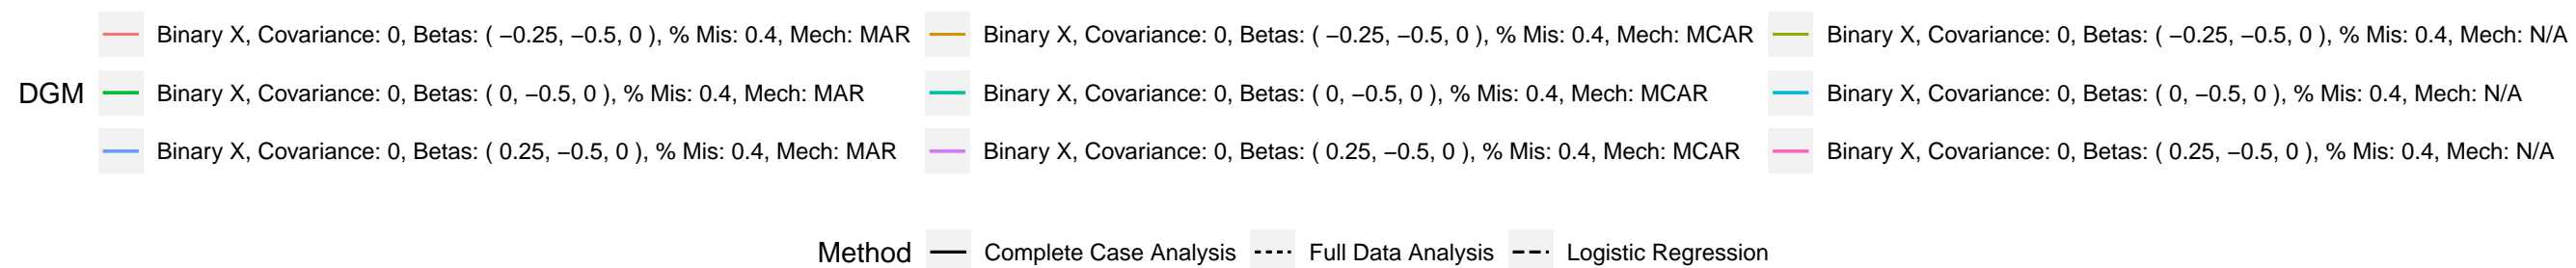 Binary X, Covariance: 0, Betas: ( −0.25, −0.5, 0 ), % Mis: 0.4, Mech: MAR Binary X, Covariance: 0, Betas: ( −0.25, −0.5, 0 ), % Mis: 0.4, Mech: MCAR Binary X, Covariance: 0, Betas: ( −0.25, −0.5, 0 ), % Mis: 0.4, Mech: N/A
DGM Binary X, Covariance: 0, Betas: ( 0, −0.5, 0 ), % Mis: 0.4, Mech: MAR Binary X, Covariance: 0, Betas: ( 0, −0.5, 0 ), % Mis: 0.4, Mech: MCAR Binary X, Covariance: 0, Betas: ( 0, −0.5, 0 ), % Mis: 0.4, Mech: N/A
Binary X, Covariance: 0, Betas: ( 0.25, −0.5, 0 ), % Mis: 0.4, Mech: MAR Binary X, Covariance: 0, Betas: ( 0.25, −0.5, 0 ), % Mis: 0.4, Mech: MCAR Binary X, Covariance: 0, Betas: ( 0.25, −0.5, 0 ), % Mis: 0.4, Mech: N/A
Method Complete Case Analysis Full Data Analysis Logistic Regression